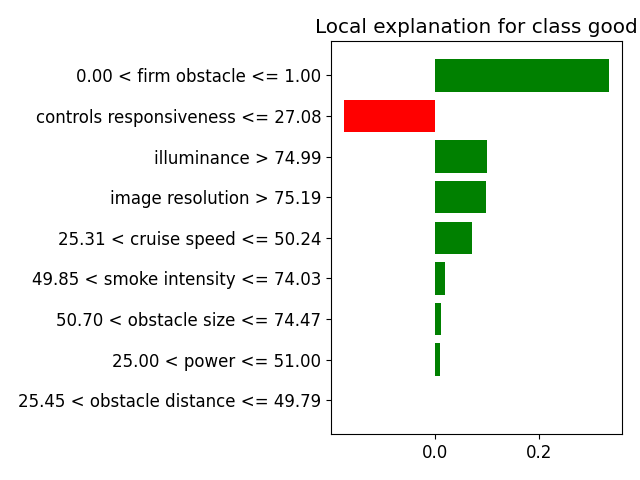 Local explanation for class good
0.00 < firm obstacle <= 1.00
controls responsiveness <= 27.08
illuminance > 74.99
image resolution > 75.19
25.31 < cruise speed <= 50.24
49.85 < smoke intensity <= 74.03
50.70 < obstacle size <= 74.47
25.00 < power <= 51.00
25.45 < obstacle distance <= 49.79
0.0 0.2